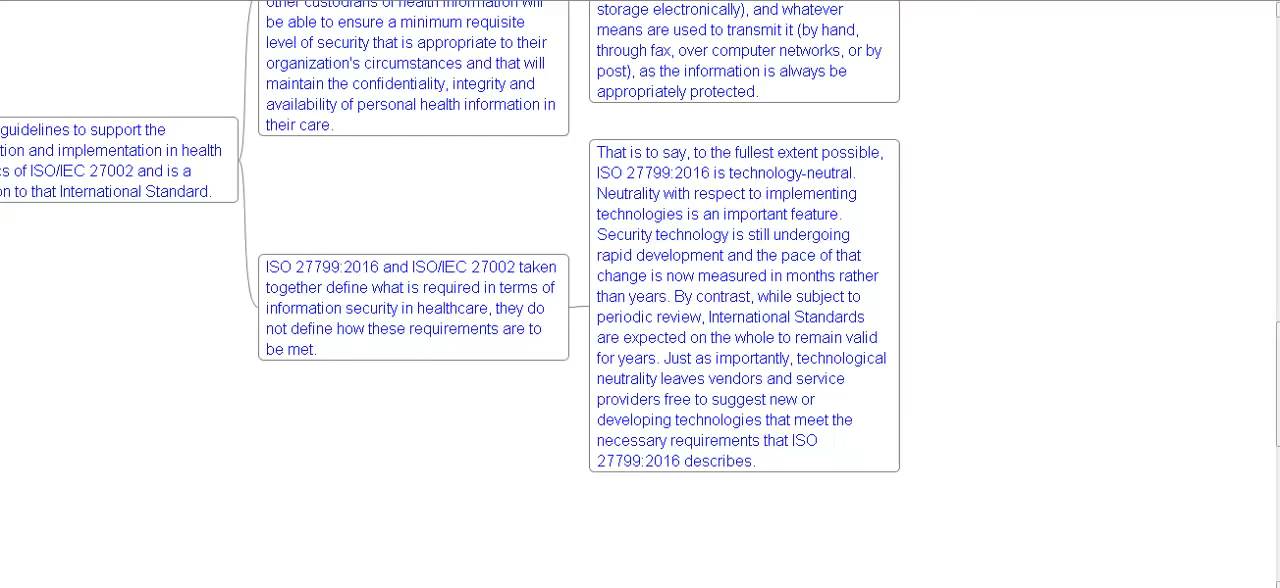 other custodians of health information will
be able to ensure a minimum requisite
level of security that is appropriate to their
organization's circumstances and that will
maintain the confidentiality, integrity and
availability of personal health information in
their care.
storage electronically), and whatever
means are used to transmit it (by hand,
through fax, over computer networks, or by
post), as the information is always be
appropriately protected.
guidelines to support the
tion and implementation in health
s of ISO/IEC 27002 and is a
on to that International Standard.
ISO 27799:2016 and ISO/IEC 27002 taken
together define what is required in terms of
information security in healthcare, they do
not define how these requirements are to
be met.
That is to say, to the fullest extent possible,
ISO 27799:2016 is technology-neutral.
Neutrality with respect to implementing
technologies is an important feature.
Security technology is still undergoing
rapid development and the pace of that
change is now measured in months rather
than years. By contrast, while subject to
periodic review, International Standards
are expected on the whole to remain valid
for years. Just as importantly, technological
neutrality leaves vendors and service
providers free to suggest new or
developing technologies that meet the
necessary requirements that ISO
27799:2016 describes.